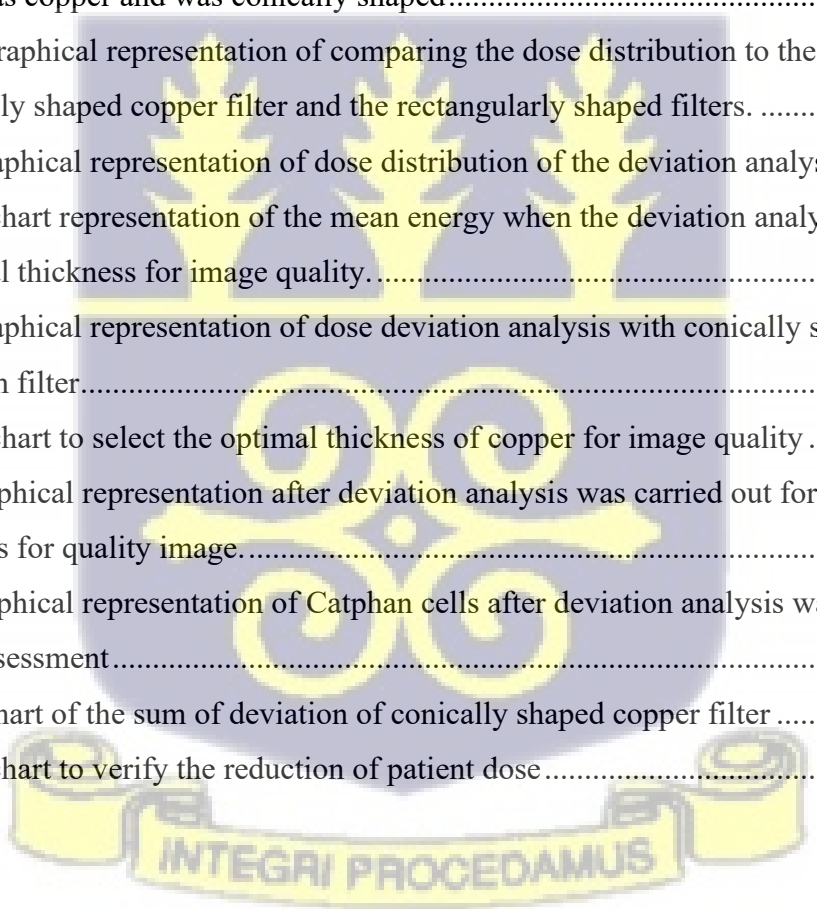 as copper and was conically shaped........................................
raphical representation of comparing the dose distribution to the
ly shaped copper filter and the rectangularly shaped filters. .......
aphical representation of dose distribution of the deviation analys
hart representation of the mean energy when the deviation analy
l thickness for image quality.................................................
aphical representation of dose deviation analysis with conically s
n filter.....................................................................................
hart to select the optimal thickness of copper for image quality .
phical representation after deviation analysis was carried out for
s for quality image................................................................
phical representation of Catphan cells after deviation analysis wa
sessment................................................................................
hart of the sum of deviation of conically shaped copper filter .....
hart to verify the reduction of patient dose..............................
INTEGRI PROCEDAMUS